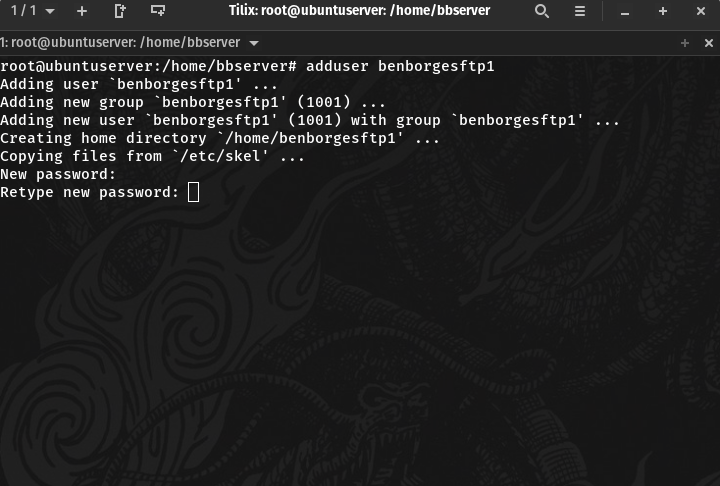 1 / 1
Tilix: root@ubuntuserver: /home/bbserver
1: root@ubuntuserver: /home/bbserver
root@ubuntuserver:/home/bbserver# adduser benborgesftp1
Adding user `benborgesftp1' ...
Adding new group `benborgesftp1' (1001) ...
Adding new user `benborgesftp1' (1001) with group `benborgesftp1' ...
Creating home directory `/home/benborgesftp1' ...
Copying files from `/etc/skel' ...
New password:
Retype new password: